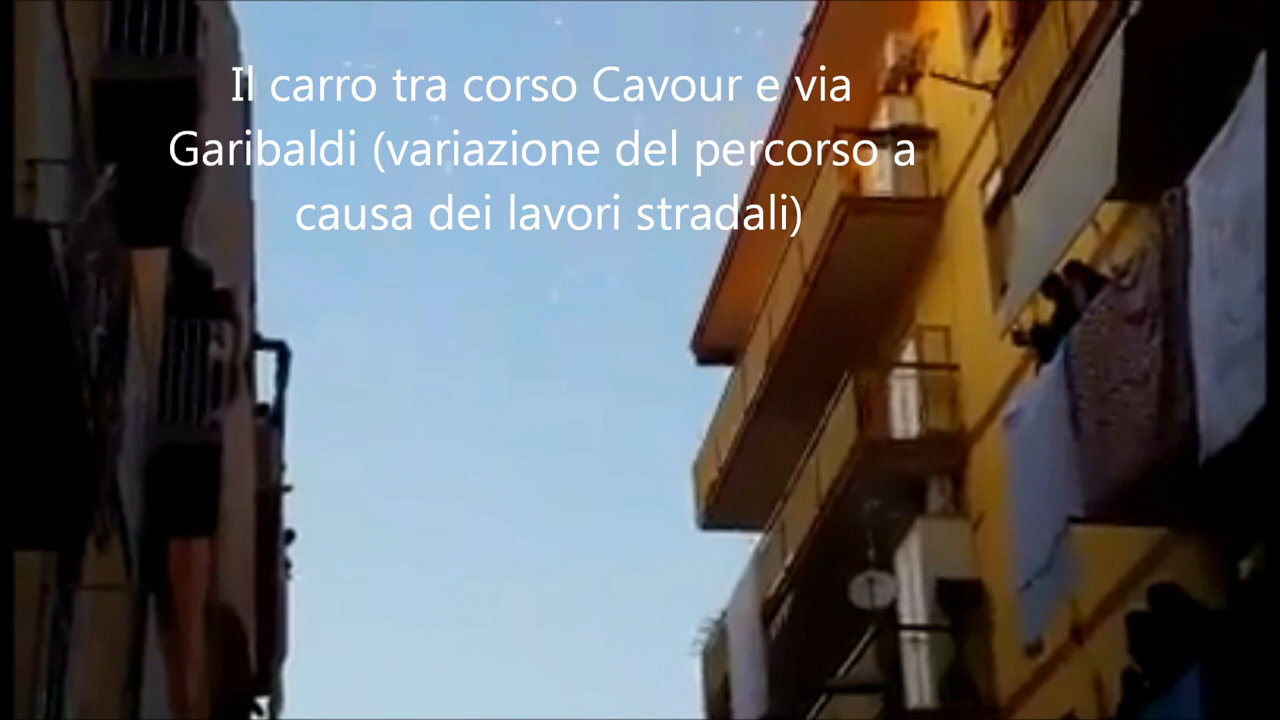 Il carro tra corso Cavour e via
Garibaldi (variazione del percorso a
causa dei lavori stradali)